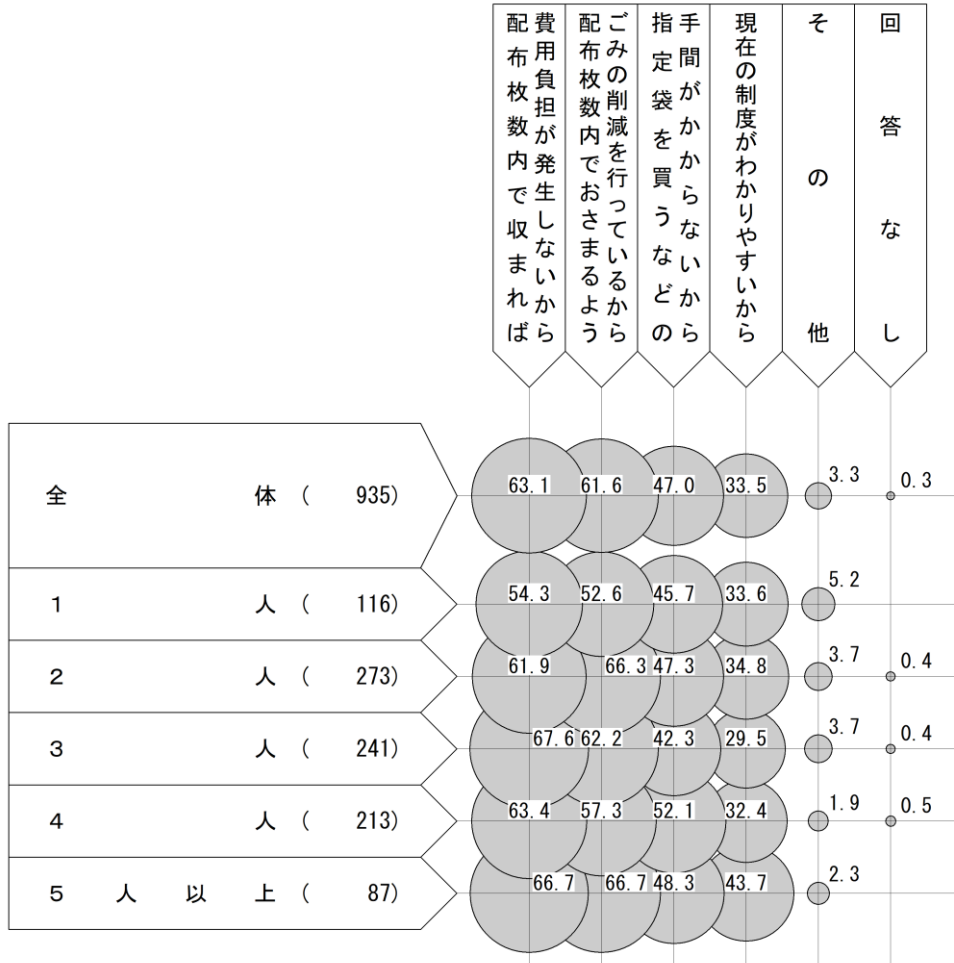 配布枚数内で収まれば
費用負担が発生しないから
配布枚数内でおさまるよう
ごみの削減を行っているから
指定袋を買うなどの
手間がかからないから
現在の制度がわかりやすいから
その他
回答なし
全体 ( 935) 63.1 61.6 47.0 33.5 3.3 0.3
1人 ( 116) 54.3 52.6 45.7 33.6 5.2
2人 ( 273) 61.9 66.3 47.3 34.8 3.7 0.4
3人 ( 241) 67.6 62.2 42.3 29.5 3.7 0.4
4人 ( 213) 63.4 57.3 52.1 32.4 1.9 0.5
5人以上 ( 87) 66.7 66.7 48.3 43.7 2.3